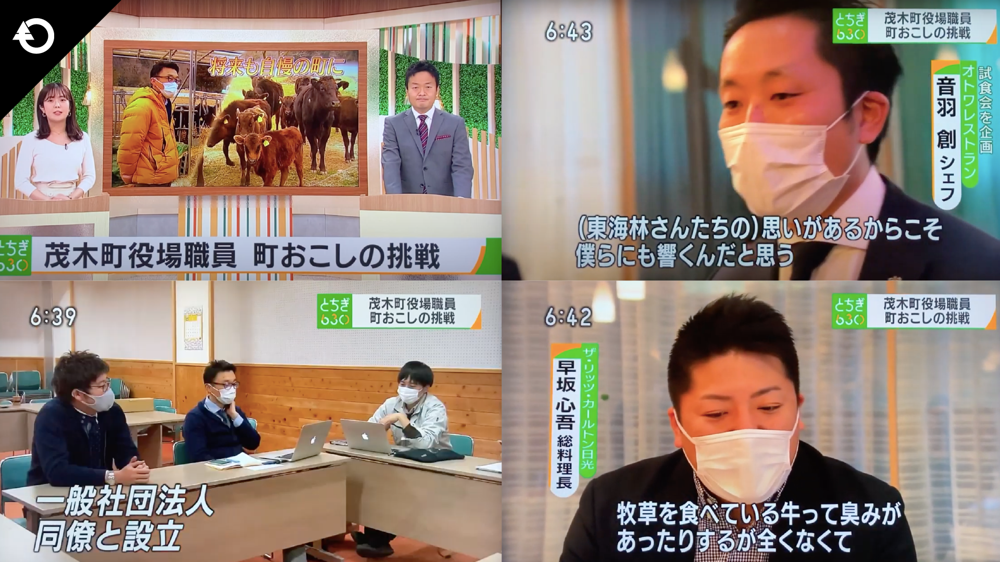 将来も自慢の町に
とちぎ
630
茂木町役場職員 町おこしの挑戦
6:43
とちぎ
630
茂木町役場職員
町おこしの挑戦
試食会を企画
オトワレストラン
音羽 創 シェフ
(東海林さんたちの)思いがあるからこそ
僕らにも響くんだと思う
6:39
とちぎ
630
茂木町役場職員
町おこしの挑戦
一般社団法人
同僚と設立
6:42
とちぎ
630
茂木町役場職員
町おこしの挑戦
ザ・リッツ・カールトン日光
早坂 心吾 総料理長
牧草を食べている牛って臭みが
あったりするが全くなくて